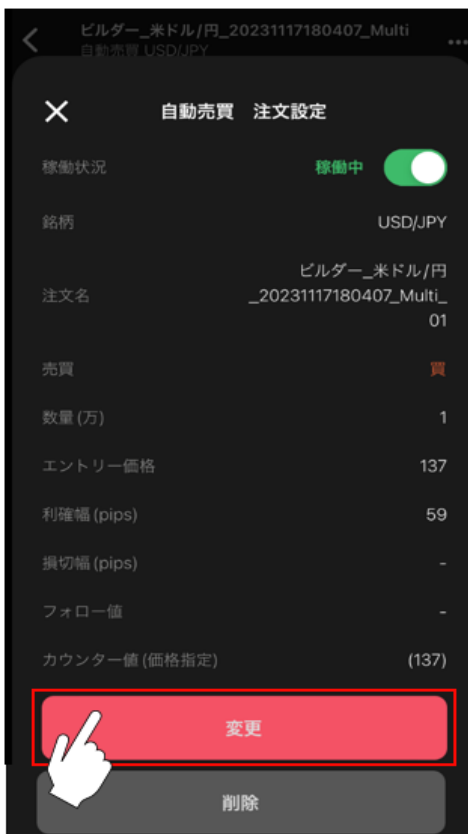 ビルダー_米ドル/円_20231117180407_Multi
自動売買 USD/JPY
自動売買 注文設定
稼働状況 稼働中
銘柄 USD/JPY
ビルダー_米ドル/円
注文名 _20231117180407_Multi_
01
売買 買
数量(万) 1
エントリー価格 137
利確幅(pips) 59
損切幅(pips) -
フォロー値 -
カウンター値(価格指定) (137)
変更
削除